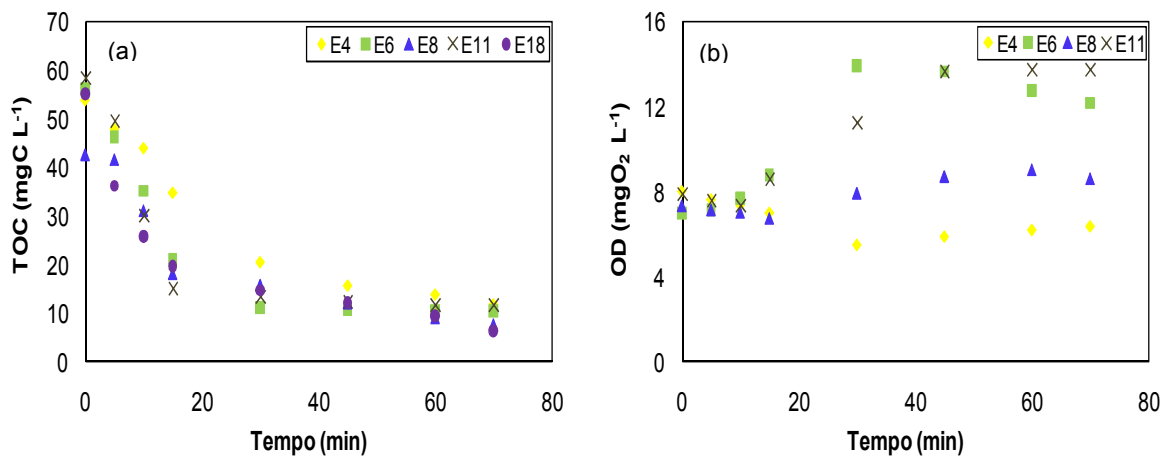 (a)
E4 E6 E8 E11 E18
TOC (mgC L⁻¹)
70
60
50
40
30
20
10
0
0 20 40 60 80
Tempo (min)
(b)
E4 E6 E8 E11
OD (mgO₂ L⁻¹)
16
12
8
4
0
0 20 40 60 80
Tempo (min)